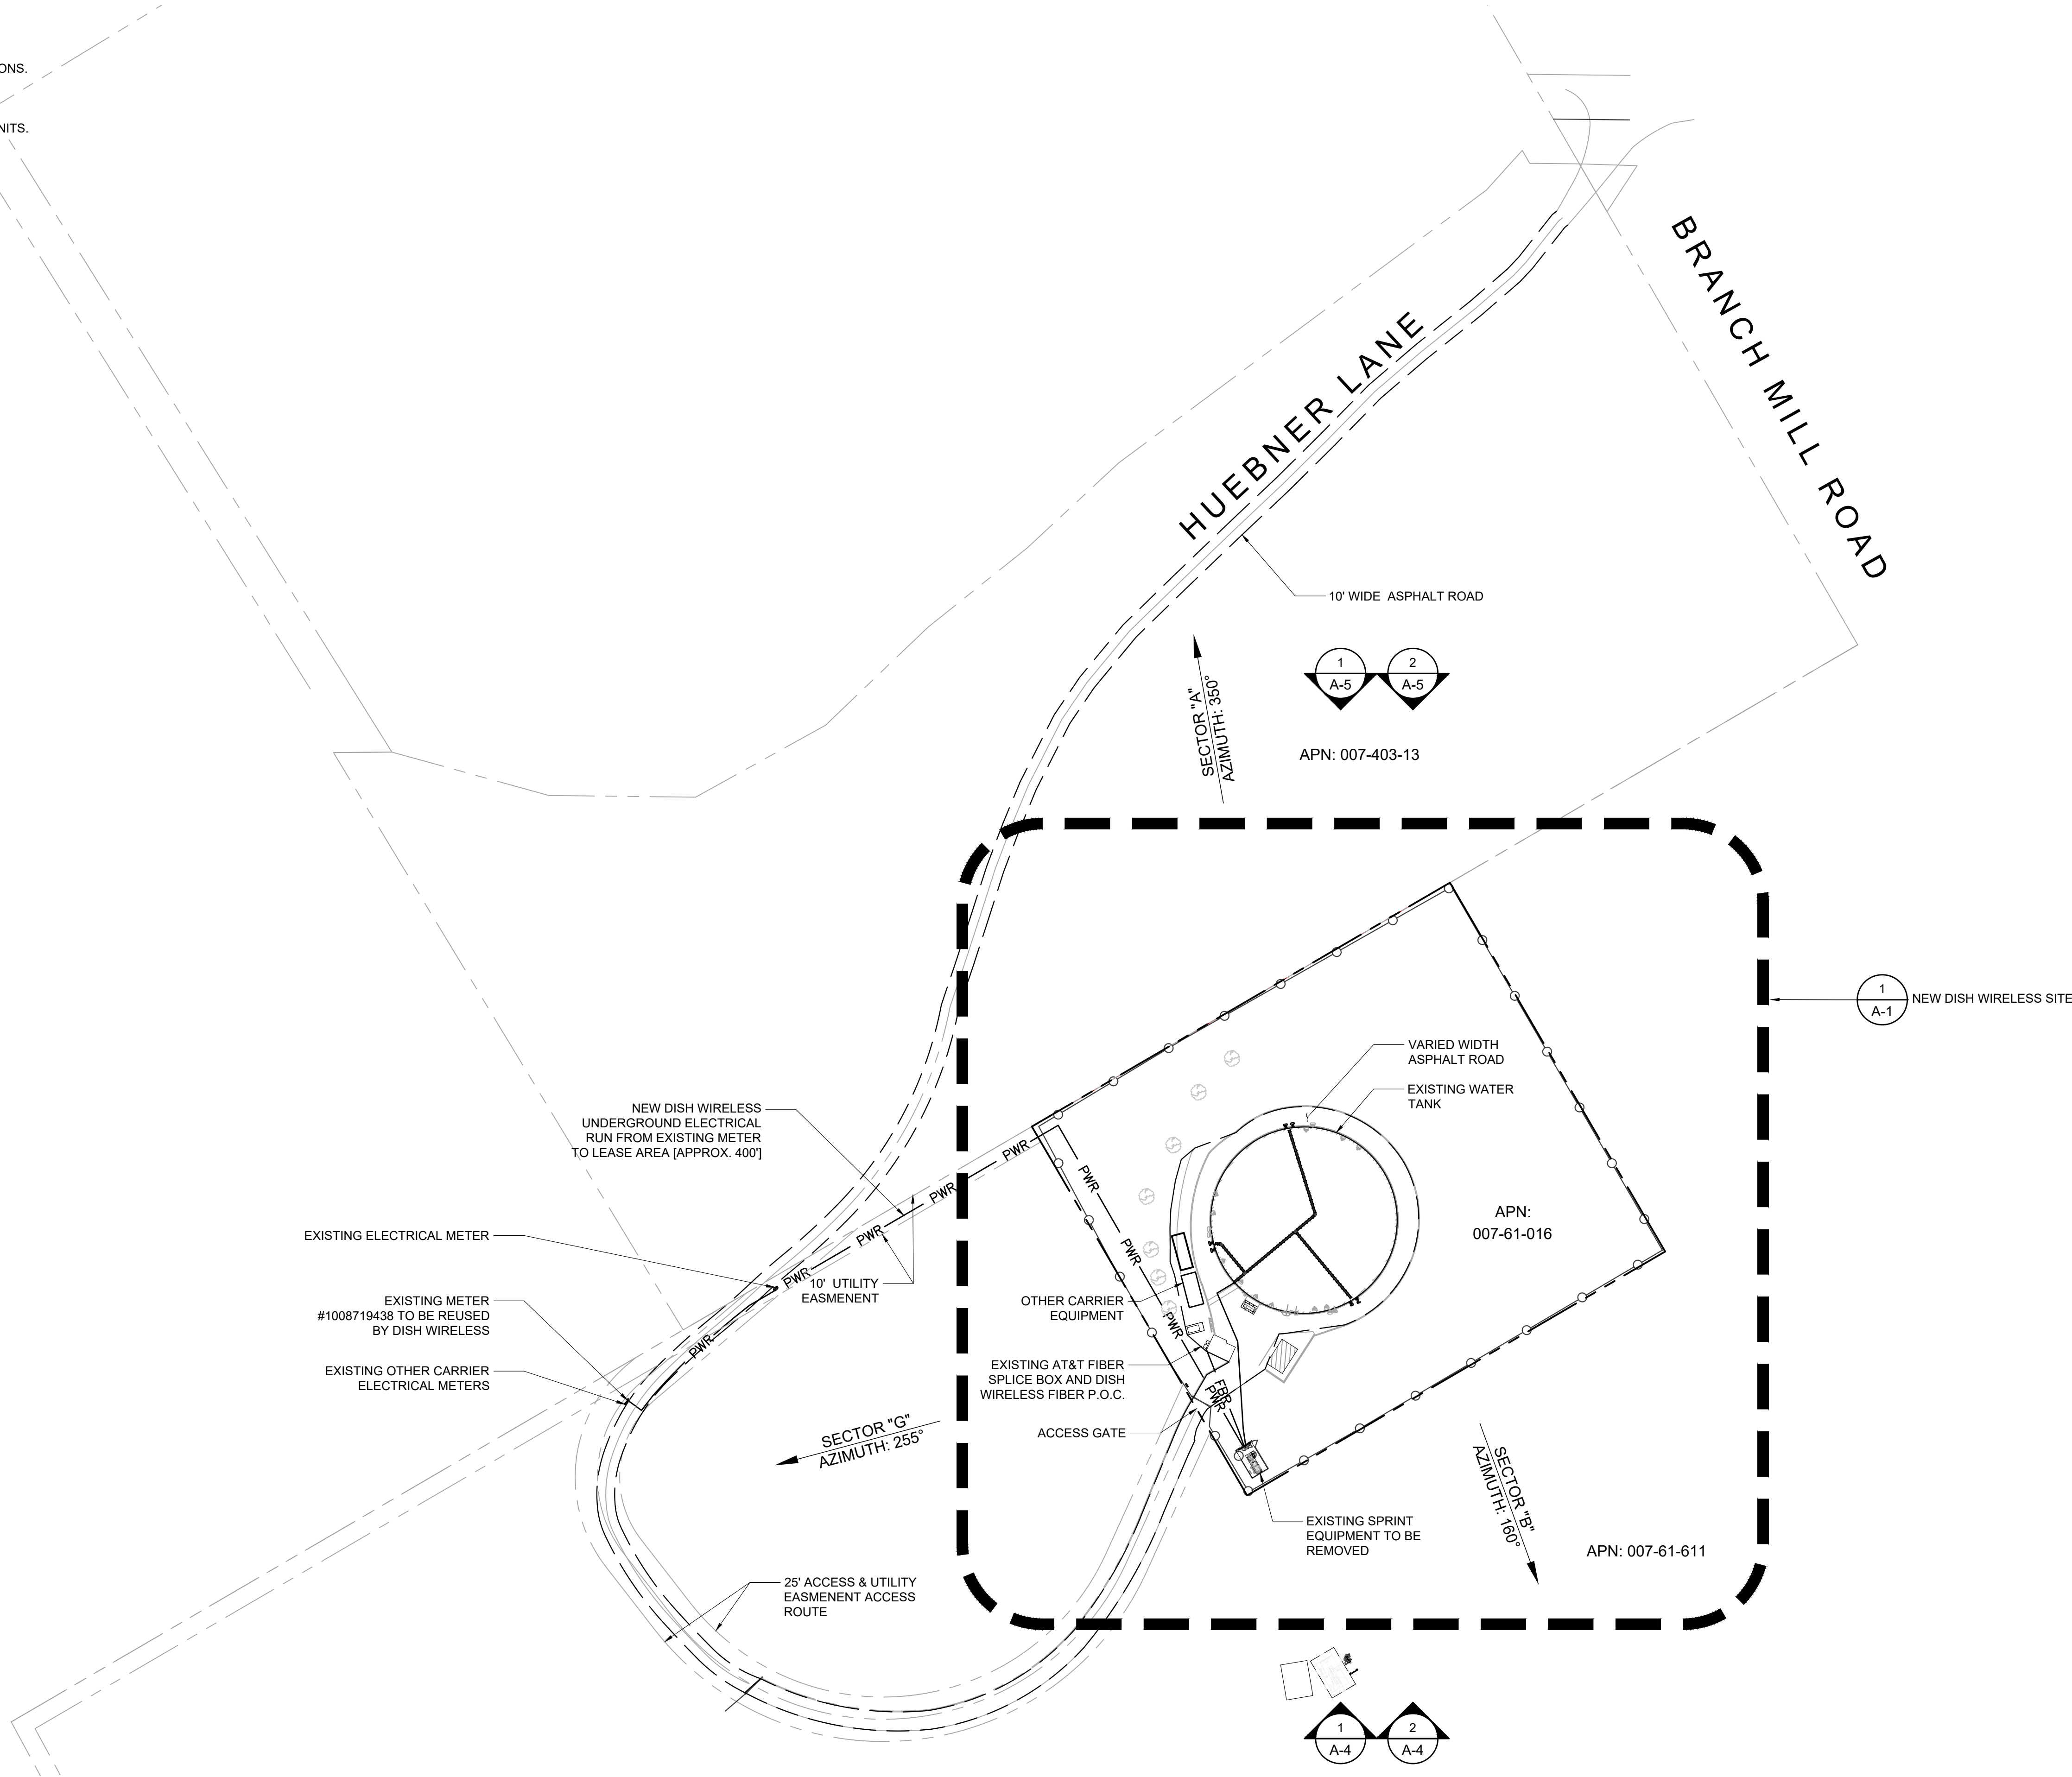 ONS.
NITS.
BRANCH MILL ROAD
HUEBNER LANE
10' WIDE ASPHALT ROAD
1
A-5
2
A-5
SECTOR "A"
AZIMUTH: 350°
APN: 007-403-13
1
A-1
NEW DISH WIRELESS SITE
VARIED WIDTH
ASPHALT ROAD
EXISTING WATER
TANK
NEW DISH WIRELESS
UNDERGROUND ELECTRICAL
RUN FROM EXISTING METER
TO LEASE AREA [APPROX. 400']
PWR
PWR
PWR
PWR
PWR
PWR
PWR
PWR
PWR
FBR
APN:
007-61-016
EXISTING ELECTRICAL METER
10' UTILITY
EASMENENT
EXISTING METER
#1008719438 TO BE REUSED
BY DISH WIRELESS
OTHER CARRIER
EQUIPMENT
EXISTING OTHER CARRIER
ELECTRICAL METERS
EXISTING AT&T FIBER
SPLICE BOX AND DISH
WIRELESS FIBER P.O.C.
ACCESS GATE
SECTOR "G"
AZIMUTH: 255°
SECTOR "B"
AZIMUTH: 160°
EXISTING SPRINT
EQUIPMENT TO BE
REMOVED
APN: 007-61-611
25' ACCESS & UTILITY
EASMENENT ACCESS
ROUTE
1
A-4
2
A-4